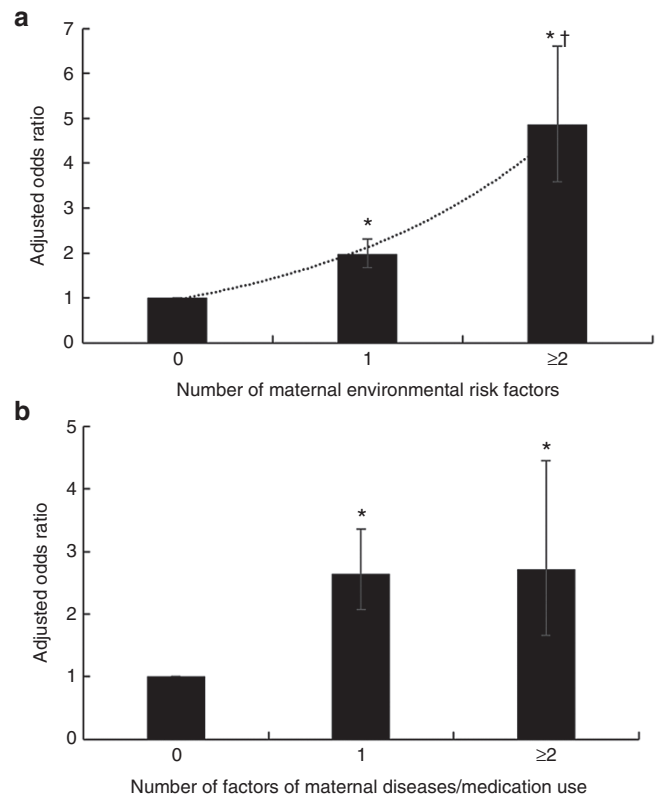 a
7
* †
6
5
4
3
*
2
1
0
0 1 ≥2
Adjusted odds ratio
Number of maternal environmental risk factors
b
5
*
4
*
3
2
1
0
0 1 ≥2
Adjusted odds ratio
Number of factors of maternal diseases/medication use